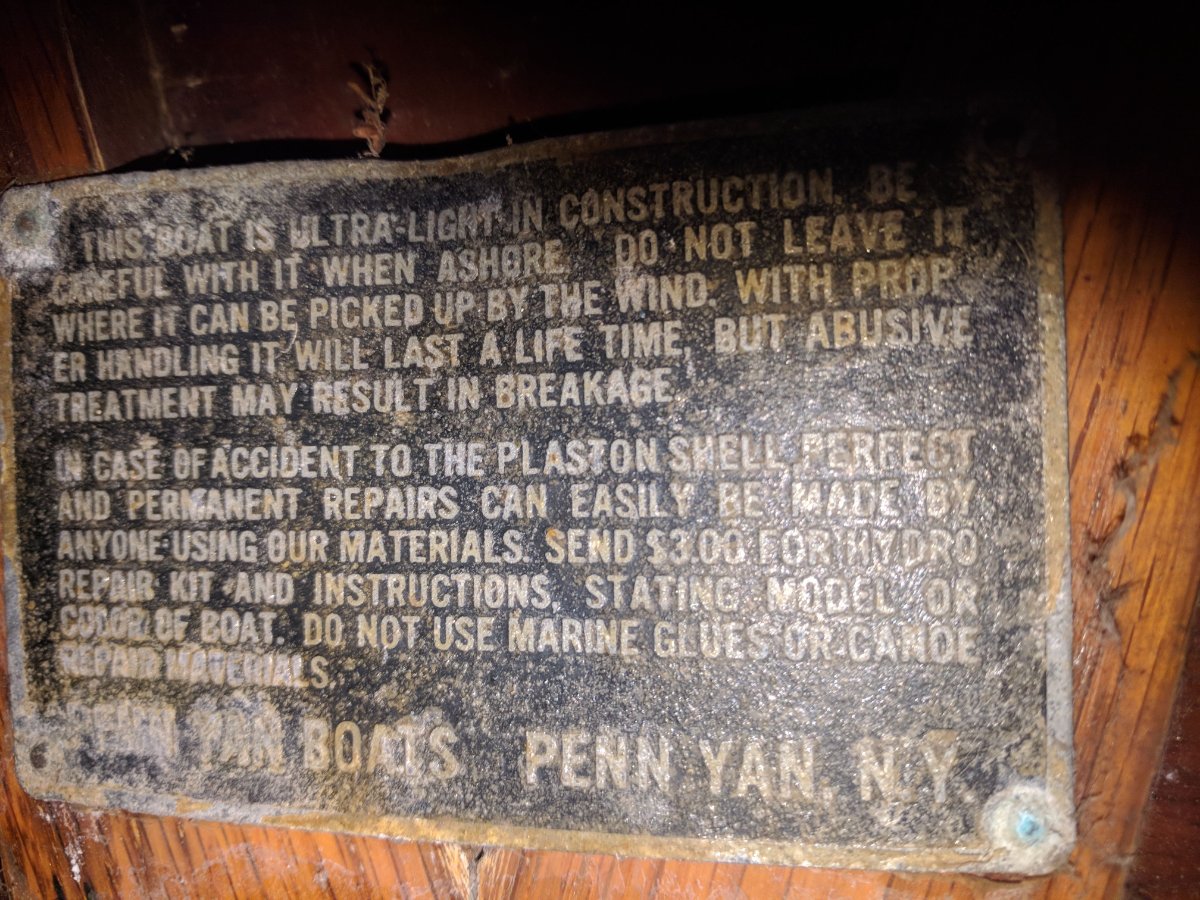 THIS BOAT IS ULTRA-LIGHT IN CONSTRUCTION. BE
CAREFUL WITH IT WHEN ASHORE DO NOT LEAVE IT
WHERE IT CAN BE PICKED UP BY THE WIND. WITH PROP-
ER HANDLING IT WILL LAST A LIFE TIME, BUT ABUSIVE
TREATMENT MAY RESULT IN BREAKAGE
IN CASE OF ACCIDENT TO THE PLASTON SHELL, PERFECT
AND PERMANENT REPAIRS CAN EASILY BE MADE BY
ANYONE USING OUR MATERIALS. SEND $3.00 FOR HYDRO
REPAIR KIT AND INSTRUCTIONS, STATING MODEL OR
COLOR OF BOAT. DO NOT USE MARINE GLUES OR CANOE
REPAIR MATERIALS.
PENN YAN BOATS PENN YAN, N.Y.